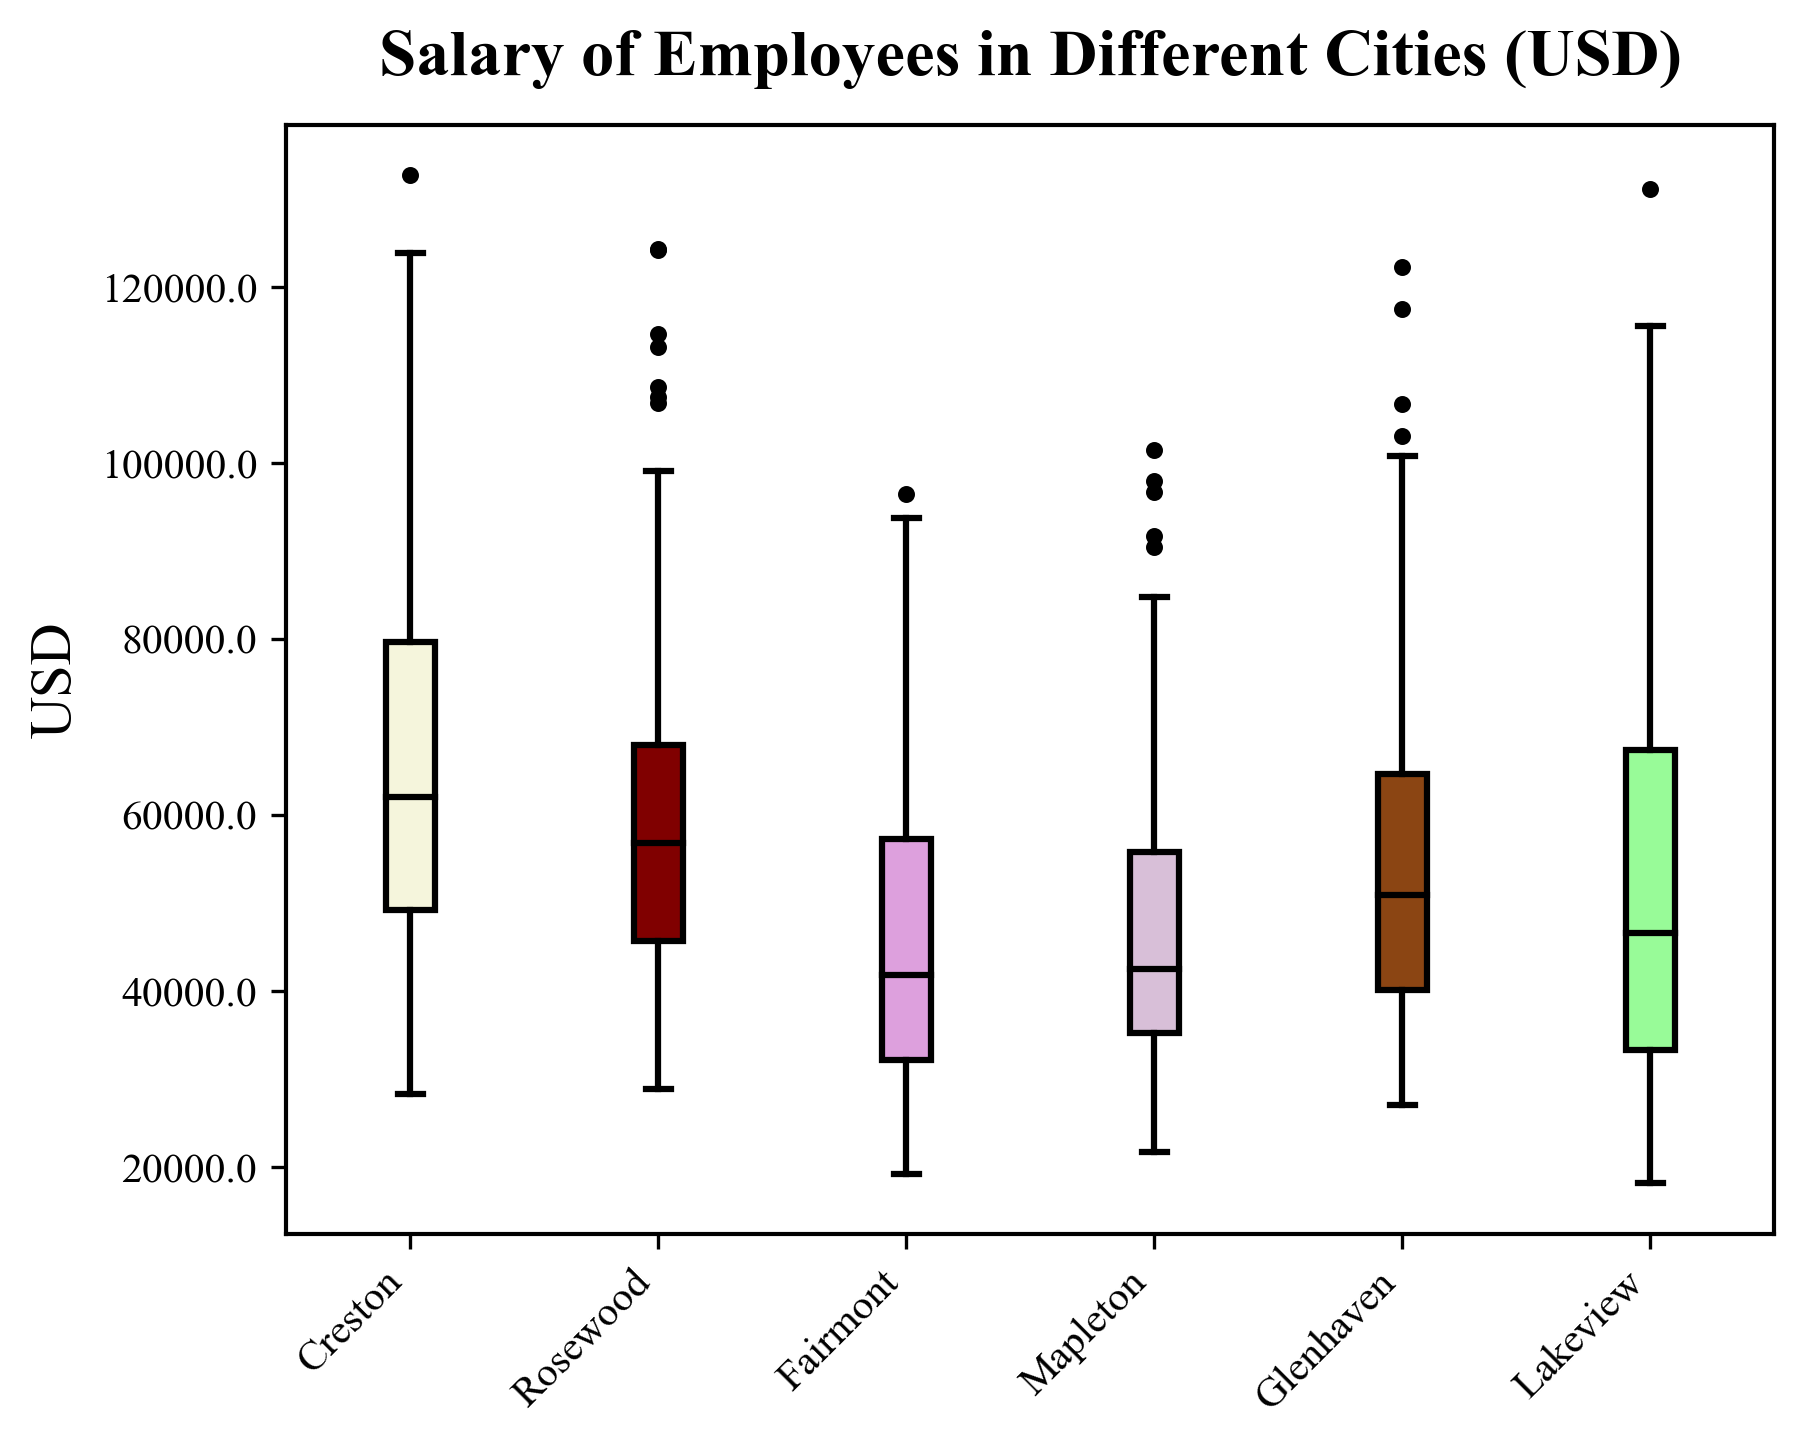 Salary of Employees in Different Cities (USD)
USD
120000.0
100000.0
80000.0
60000.0
40000.0
20000.0
Creston
Rosewood
Fairmont
Mapleton
Glenhaven
Lakeview